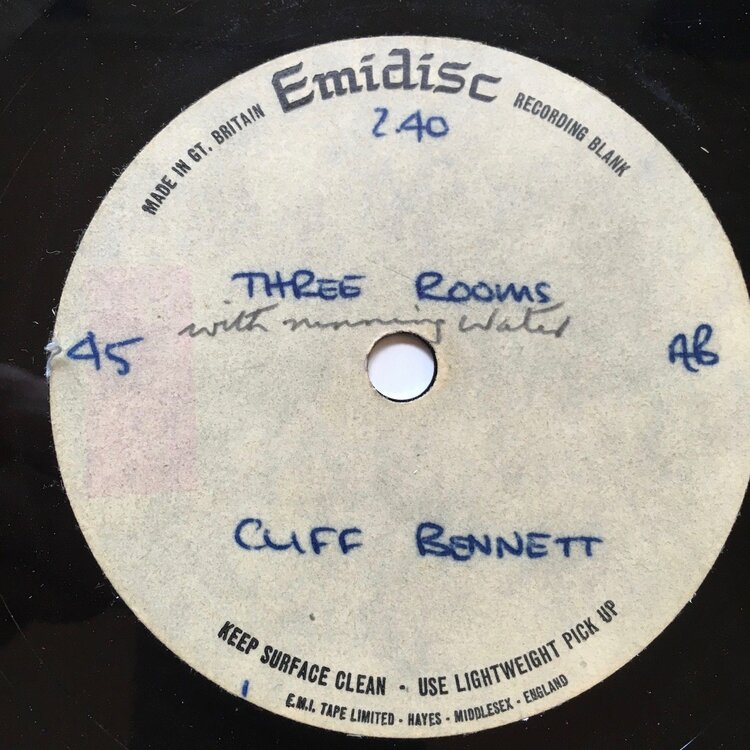 Emidisc
MADE IN GT. BRITAIN
RECORDING BLANK
2.40
THREE ROOMS
with running water
45
AB
CLIFF BENNETT
KEEP SURFACE CLEAN · USE LIGHTWEIGHT PICK UP
E.M.I. TAPE LIMITED · HAYES · MIDDLESEX · ENGLAND